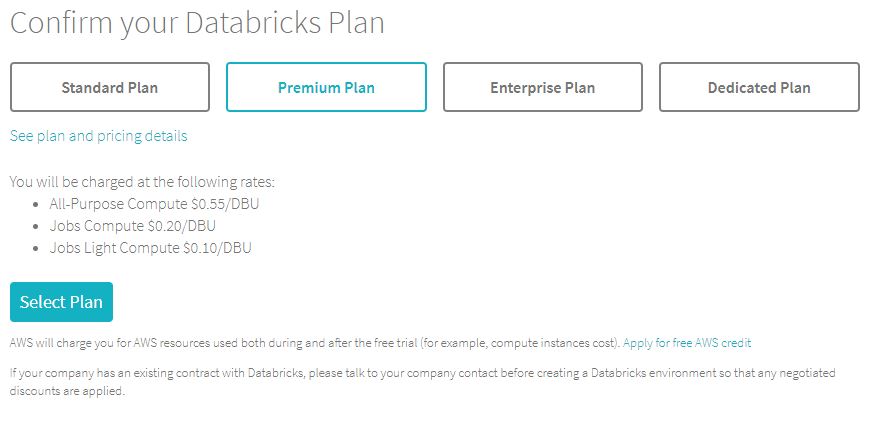 Confirm your Databricks Plan
Standard Plan
Premium Plan
Enterprise Plan
Dedicated Plan
See plan and pricing details
You will be charged at the following rates:
• All-Purpose Compute $0.55/DBU
• Jobs Compute $0.20/DBU
• Jobs Light Compute $0.10/DBU
Select Plan
AWS will charge you for AWS resources used both during and after the free trial (for example, compute instances cost). Apply for free AWS credit
If your company has an existing contract with Databricks, please talk to your company contact before creating a Databricks environment so that any negotiated
discounts are applied.